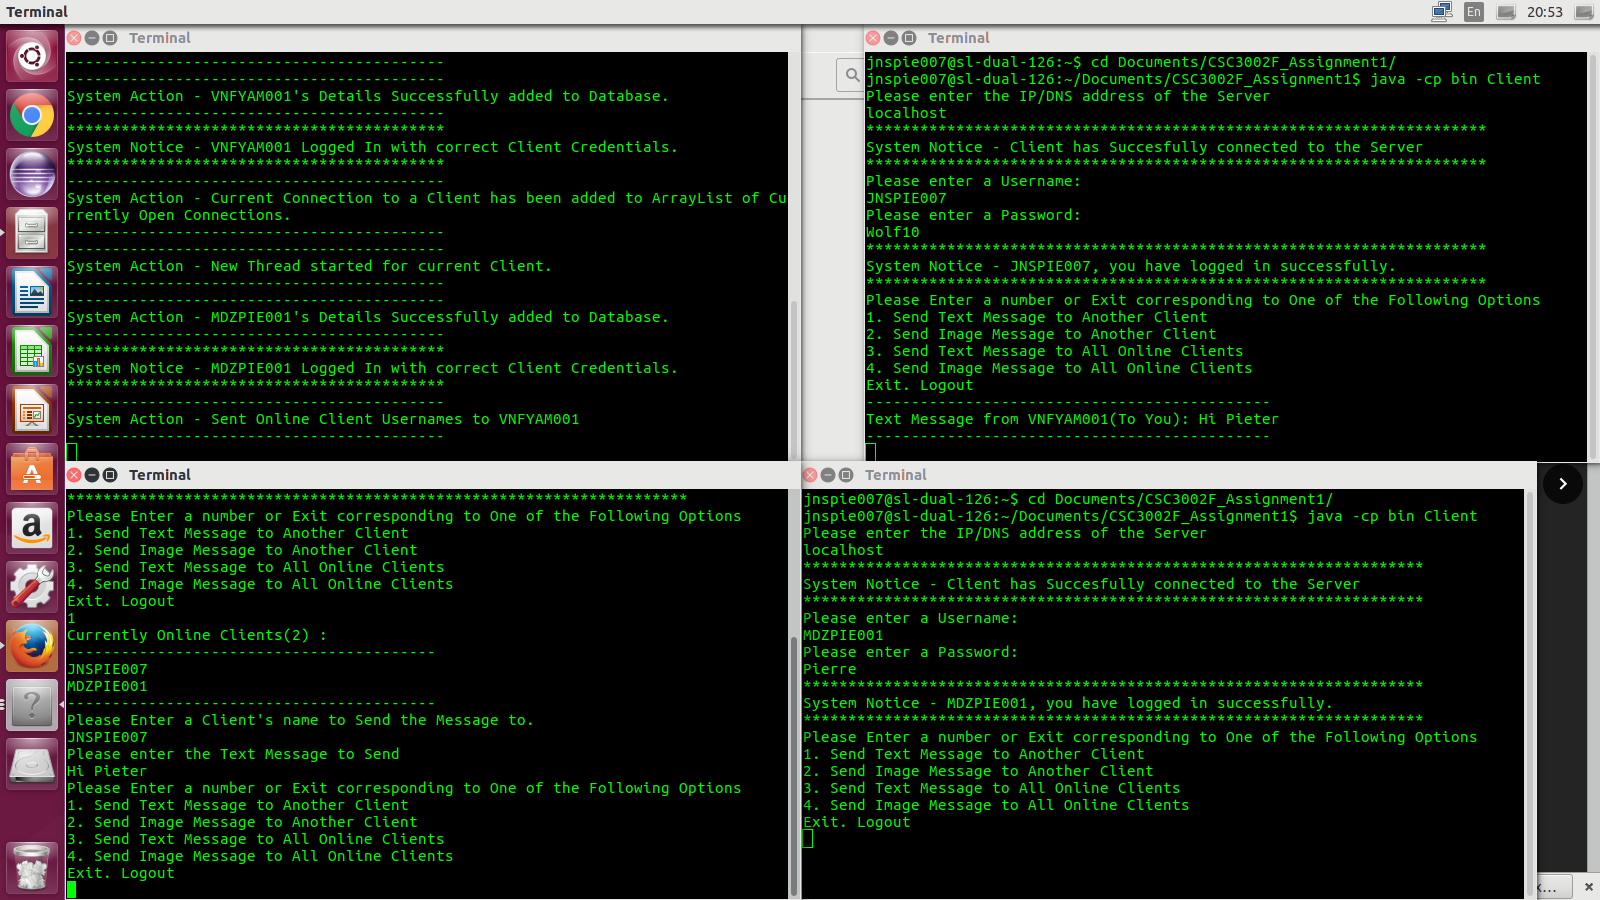 Terminal
En
20:53
Terminal
-----------------------------------------
-----------------------------------------
System Action - VNFYAM001's Details Successfully added to Database.
-----------------------------------------
******************************************
System Notice - VNFYAM001 Logged In with correct Client Credentials.
******************************************
-----------------------------------------
System Action - Current Connection to a Client has been added to ArrayList of Cu
rrently Open Connections.
-----------------------------------------
-----------------------------------------
System Action - New Thread started for current Client.
-----------------------------------------
-----------------------------------------
System Action - MDZPIE001's Details Successfully added to Database.
-----------------------------------------
******************************************
System Notice - MDZPIE001 Logged In with correct Client Credentials.
******************************************
-----------------------------------------
System Action - Sent Online Client Usernames to VNFYAM001
-----------------------------------------
Terminal
jnspie007@sl-dual-126:~$ cd Documents/CSC3002F_Assignment1/
jnspie007@sl-dual-126:~/Documents/CSC3002F_Assignment1$ java -cp bin Client
Please enter the IP/DNS address of the Server
localhost
*********************************************************************
System Notice - Client has Succesfully connected to the Server
*********************************************************************
Please enter a Username:
JNSPIE007
Please enter a Password:
Wolf10
*********************************************************************
System Notice - JNSPIE007, you have logged in successfully.
*********************************************************************
Please Enter a number or Exit corresponding to One of the Following Options
1. Send Text Message to Another Client
2. Send Image Message to Another Client
3. Send Text Message to All Online Clients
4. Send Image Message to All Online Clients
Exit. Logout
---------------------------------------------
Text Message from VNFYAM001(To You): Hi Pieter
---------------------------------------------
Terminal
*********************************************************************
Please Enter a number or Exit corresponding to One of the Following Options
1. Send Text Message to Another Client
2. Send Image Message to Another Client
3. Send Text Message to All Online Clients
4. Send Image Message to All Online Clients
Exit. Logout
1
Currently Online Clients(2) :
-----------------------------------------
JNSPIE007
MDZPIE001
-----------------------------------------
Please Enter a Client's name to Send the Message to.
JNSPIE007
Please enter the Text Message to Send
Hi Pieter
Please Enter a number or Exit corresponding to One of the Following Options
1. Send Text Message to Another Client
2. Send Image Message to Another Client
3. Send Text Message to All Online Clients
4. Send Image Message to All Online Clients
Exit. Logout
Terminal
jnspie007@sl-dual-126:~$ cd Documents/CSC3002F_Assignment1/
jnspie007@sl-dual-126:~/Documents/CSC3002F_Assignment1$ java -cp bin Client
Please enter the IP/DNS address of the Server
localhost
*********************************************************************
System Notice - Client has Succesfully connected to the Server
*********************************************************************
Please enter a Username:
MDZPIE001
Please enter a Password:
Pierre
*********************************************************************
System Notice - MDZPIE001, you have logged in successfully.
*********************************************************************
Please Enter a number or Exit corresponding to One of the Following Options
1. Send Text Message to Another Client
2. Send Image Message to Another Client
3. Send Text Message to All Online Clients
4. Send Image Message to All Online Clients
Exit. Logout